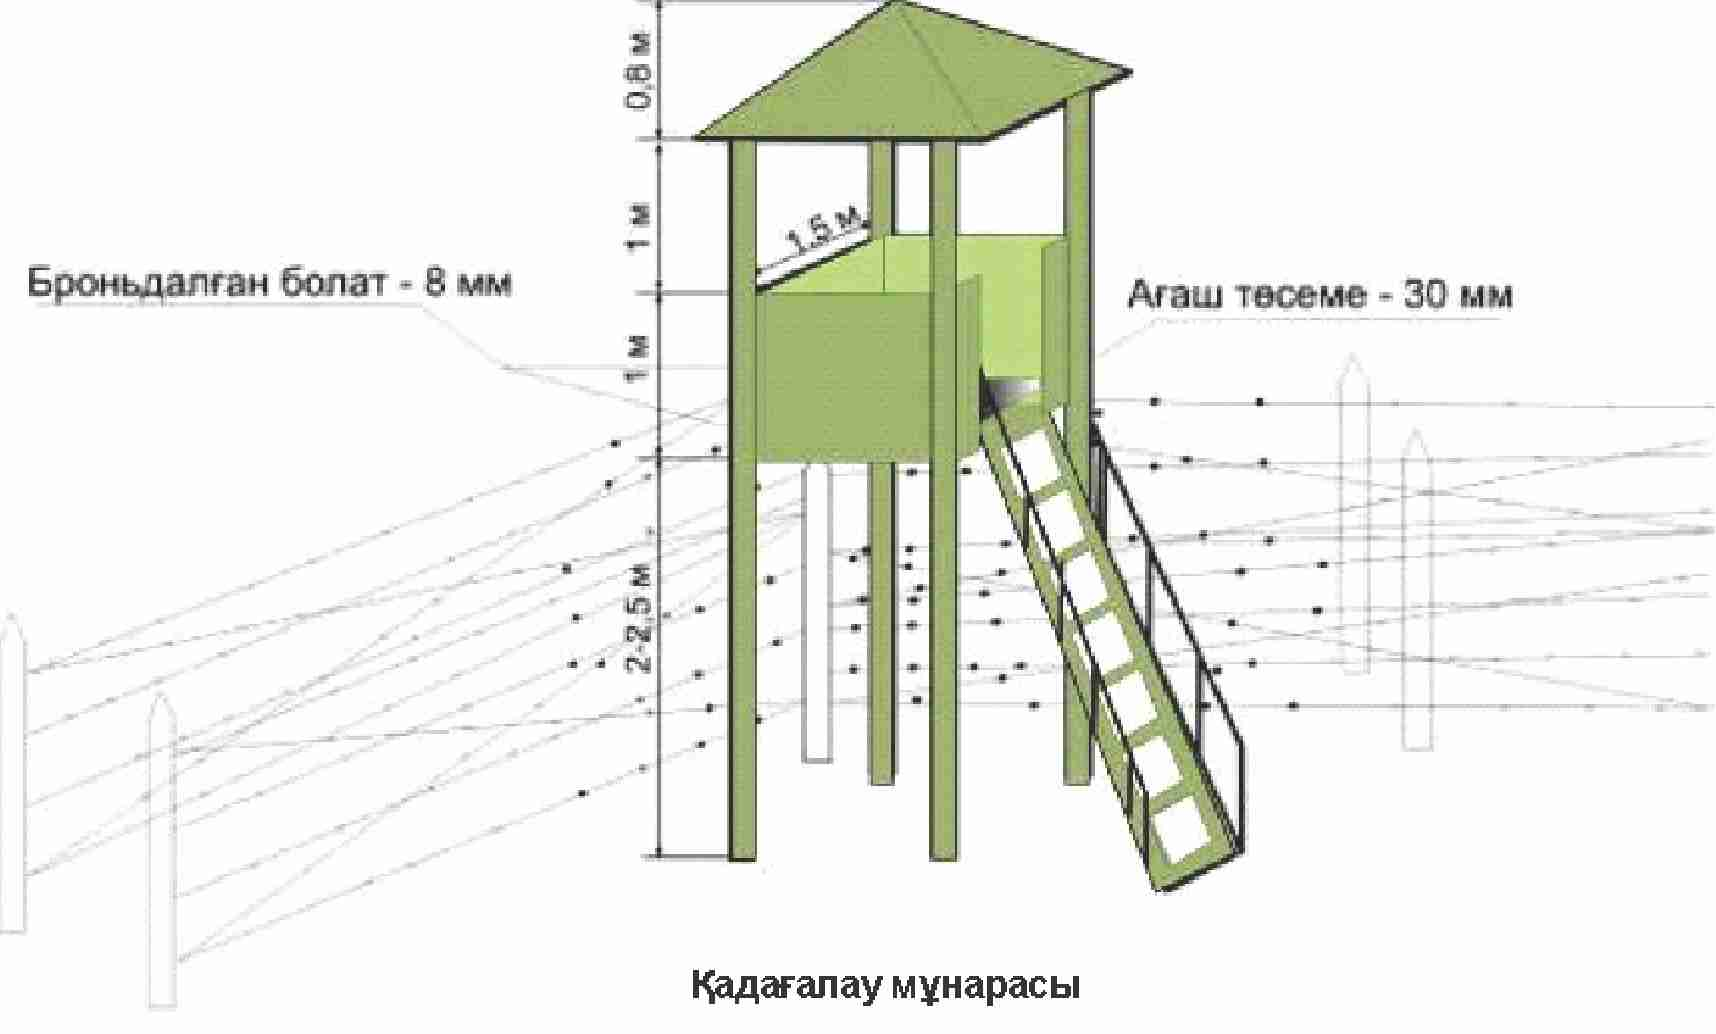 0,8 м
1 м
1,5 м
Броньдалған болат - 8 мм
Ағаш төсеме - 30 мм
1 м
2-2,5 м
Қадағалау мұнарасы